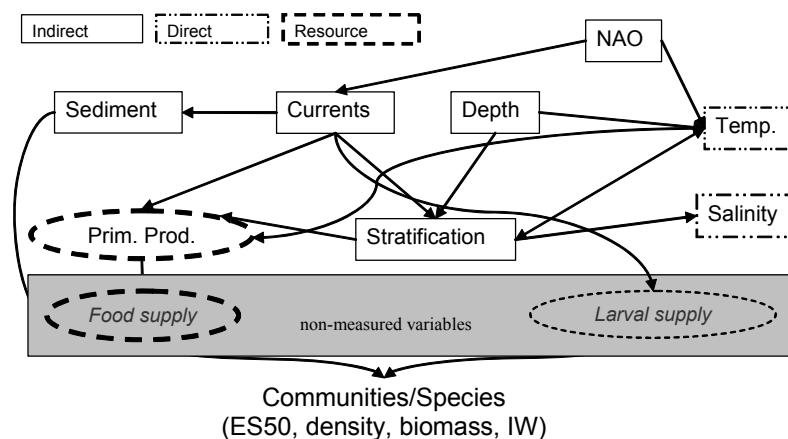 Indirect
Direct
Resource
NAO
Sediment
Currents
Depth
Temp.
Prim. Prod.
Stratification
Salinity
Food supply
non-measured variables
Larval supply
Communities/Species
(ES50, density, biomass, IW)